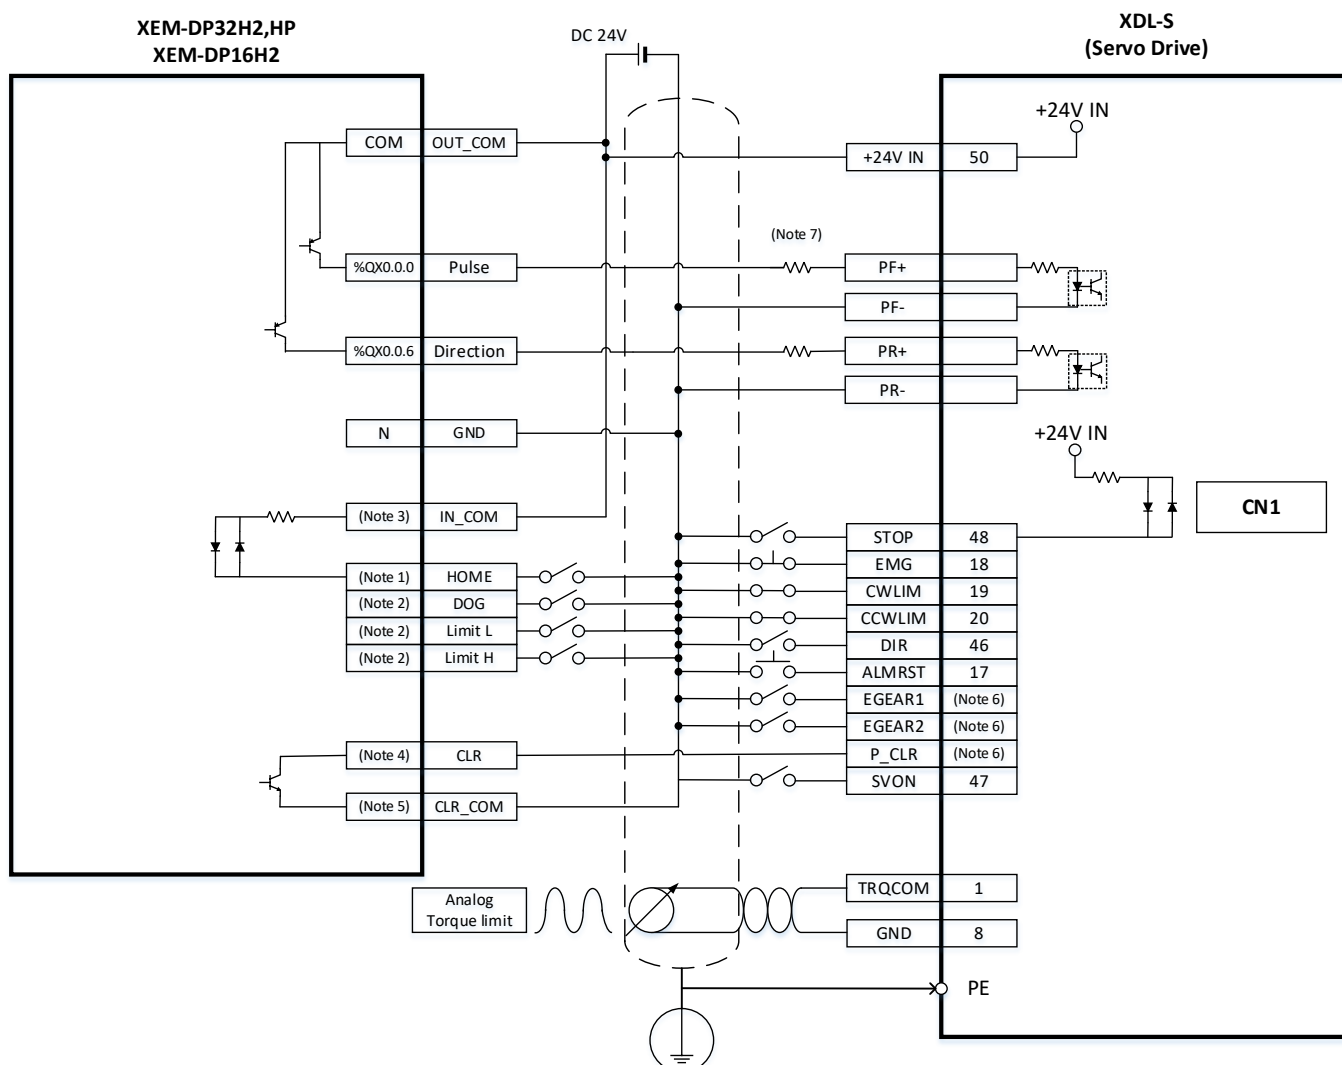 XEM-DP32H2,HP
XEM-DP16H2
DC 24V
XDL-S
(Servo Drive)
+24V IN
COM OUT_COM
+24V IN 50
(Note 7)
%QX0.0.0 Pulse
PF+
PF-
%QX0.0.6 Direction
PR+
PR-
N GND
+24V IN
(Note 3) IN_COM
CN1
STOP 48
EMG 18
(Note 1) HOME
CWLIM 19
(Note 2) DOG
CCWLIM 20
(Note 2) Limit L
DIR 46
(Note 2) Limit H
ALMRST 17
EGEAR1 (Note 6)
EGEAR2 (Note 6)
(Note 4) CLR
P_CLR (Note 6)
SVON 47
(Note 5) CLR_COM
Analog
Torque limit
TRQCOM 1
GND 8
PE